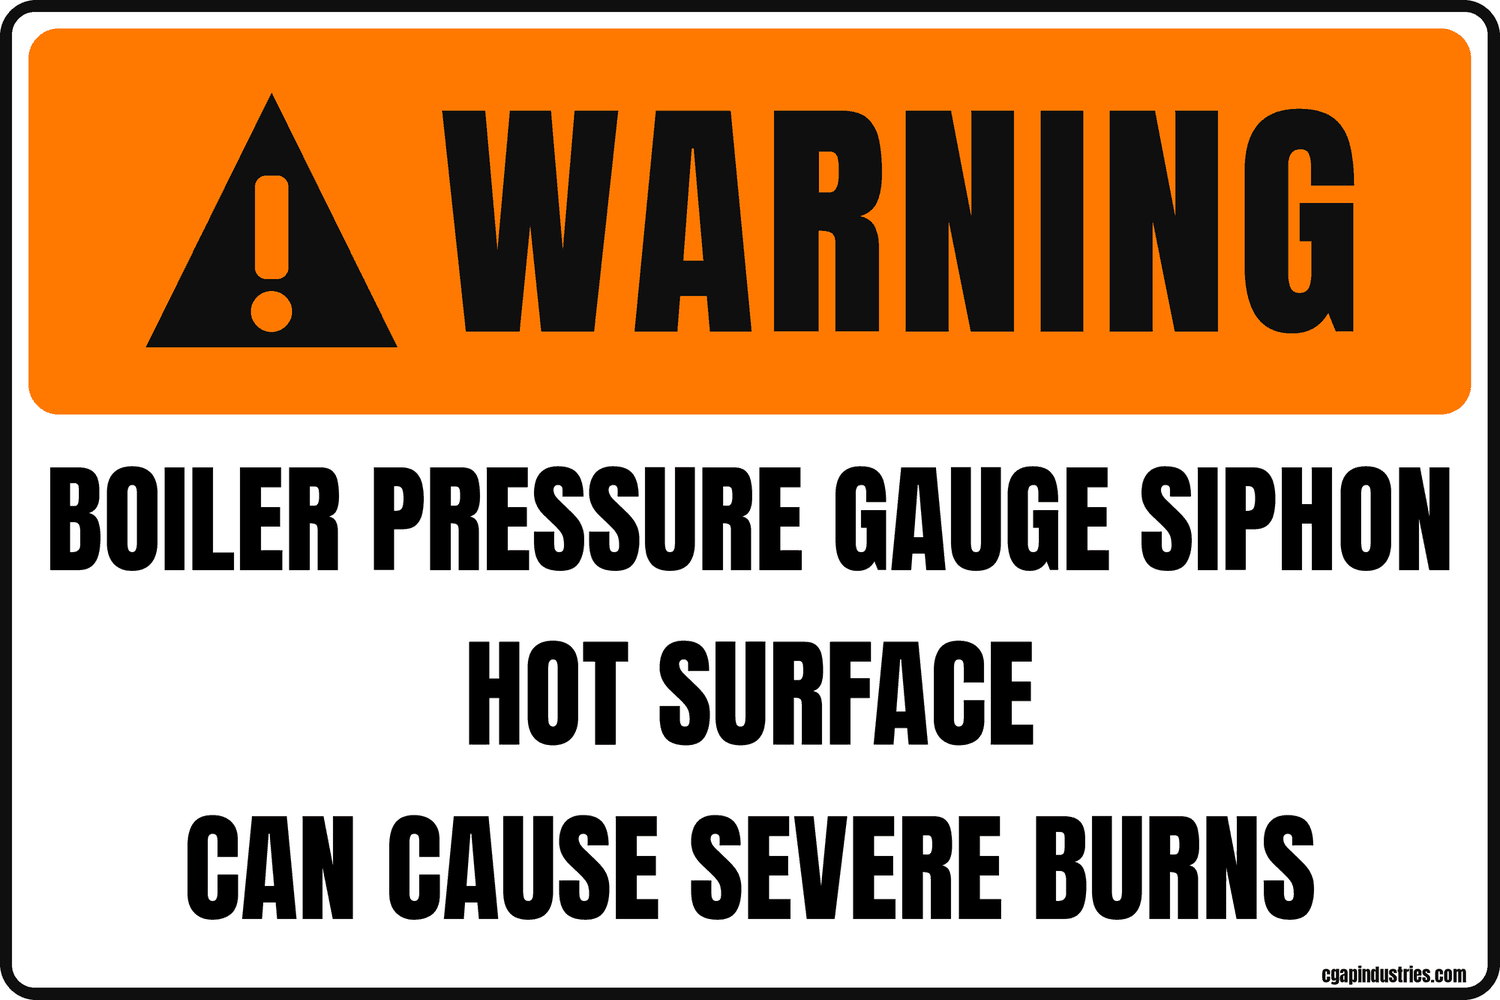 WARNING
BOILER PRESSURE GAUGE SIPHON
HOT SURFACE
CAN CAUSE SEVERE BURNS
cgapindustries.com